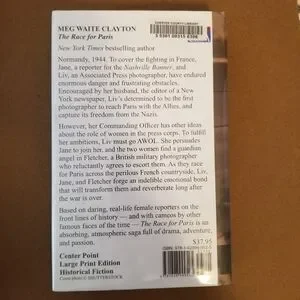 MEG WAITE CLAYTON
The Race for Paris
New York Times bestselling author
Normandy, 1944. To cover the fighting in France,
Jane, a reporter for the Nashville Banner, and
Liv, an Associated Press photographer, have endured
enormous danger and frustrating obstacles.
Encouraged by her husband, the editor of a New
York newspaper, Liv's determined to be the first
photographer to reach Paris with the Allies, and
capture its freedom from the Nazis.
However, her Commanding Officer has other ideas
about the role of women in the press corps. To fulfill
her ambitions, Liv must go AWOL. She persuades
Jane to join her, and the two women find a guardian
angel in Fletcher, a British military photographer
who reluctantly agrees to escort them. As they race
for Paris across the perilous French countryside, Liv,
Jane, and Fletcher forge an indelible emotional bond
that will transform them and reverberate long after
the war is over.
Based on daring, real-life female reporters on the
front lines of history — and with cameos by other
famous faces of the time — The Race for Paris is an
absorbing, atmospheric saga full of drama, adventure,
and passion.
$37.95
Center Point
Large Print Edition
Historical Fiction